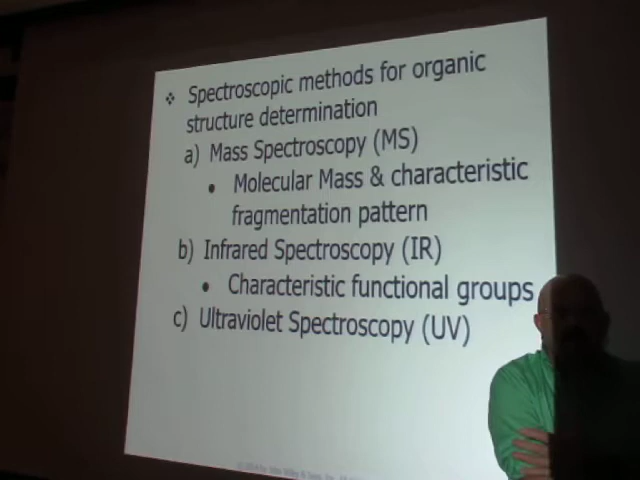 ❖ Spectroscopic methods for organic
structure determination
a) Mass Spectroscopy (MS)
• Molecular Mass & characteristic
fragmentation pattern
b) Infrared Spectroscopy (IR)
• Characteristic functional groups
c) Ultraviolet Spectroscopy (UV)